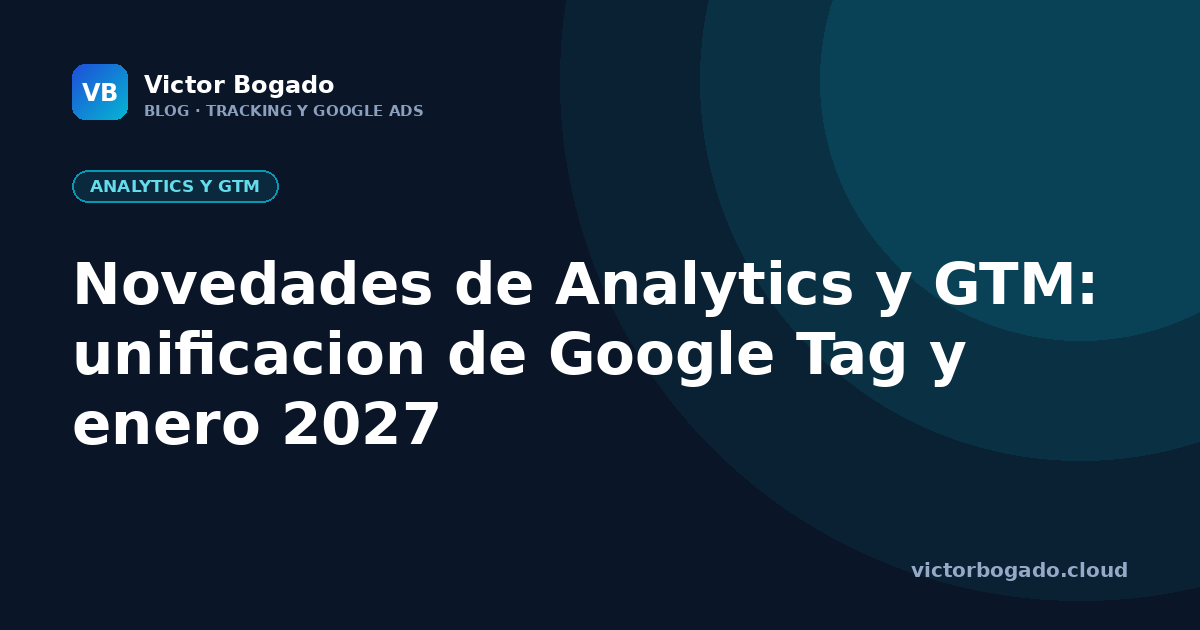 VB
Victor Bogado
BLOG · TRACKING Y GOOGLE ADS
ANALYTICS Y GTM
Novedades de Analytics y GTM:
unificacion de Google Tag y
enero 2027
victorbogado.cloud